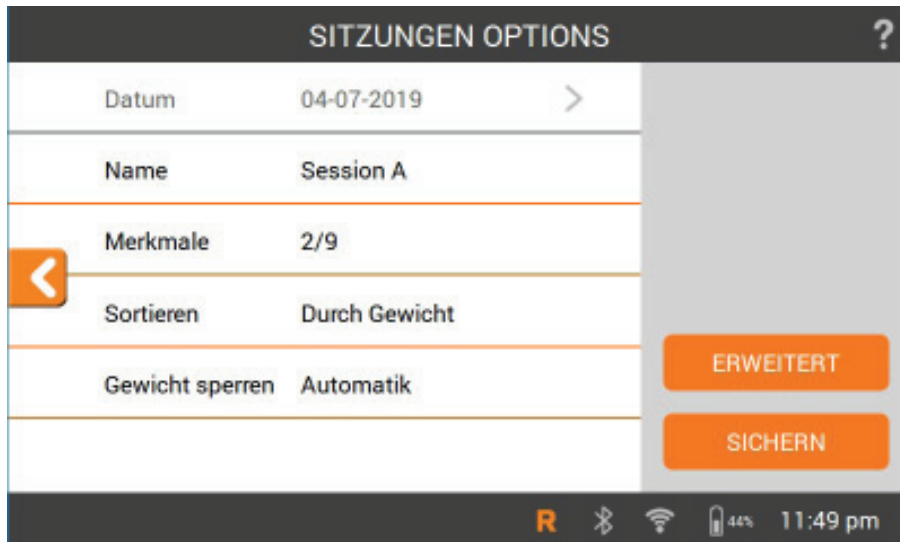 SITZUNGEN OPTIONS ?
Datum 04-07-2019
Name Session A
Merkmale 2/9
Sortieren Durch Gewicht
Gewicht sperren Automatik
ERWEITERT
SICHERN
R 44% 11:49 pm